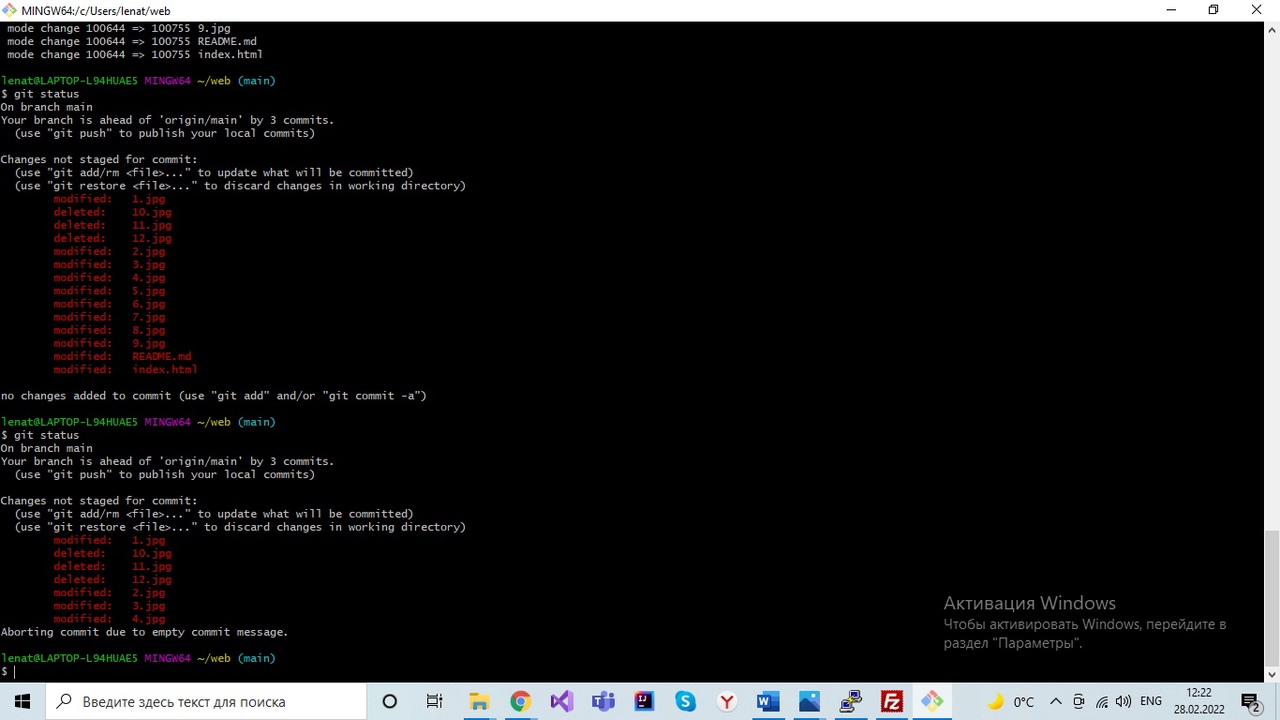 MINGW64:/c/Users/lenat/web
mode change 100644 => 100755 9.jpg
mode change 100644 => 100755 README.md
mode change 100644 => 100755 index.html
lenat@LAPTOP-L94HUAE5 MINGW64 ~/web (main)
$ git status
On branch main
Your branch is ahead of 'origin/main' by 3 commits.
(use "git push" to publish your local commits)
Changes not staged for commit:
(use "git add/rm <file>..." to update what will be committed)
(use "git restore <file>..." to discard changes in working directory)
modified: 1.jpg
deleted: 10.jpg
deleted: 11.jpg
deleted: 12.jpg
modified: 2.jpg
modified: 3.jpg
modified: 4.jpg
modified: 5.jpg
modified: 6.jpg
modified: 7.jpg
modified: 8.jpg
modified: 9.jpg
modified: README.md
modified: index.html
no changes added to commit (use "git add" and/or "git commit -a")
lenat@LAPTOP-L94HUAE5 MINGW64 ~/web (main)
$ git status
On branch main
Your branch is ahead of 'origin/main' by 3 commits.
(use "git push" to publish your local commits)
Changes not staged for commit:
(use "git add/rm <file>..." to update what will be committed)
(use "git restore <file>..." to discard changes in working directory)
modified: 1.jpg
deleted: 10.jpg
deleted: 11.jpg
deleted: 12.jpg
modified: 2.jpg
modified: 3.jpg
modified: 4.jpg
Aborting commit due to empty commit message.
lenat@LAPTOP-L94HUAE5 MINGW64 ~/web (main)
$
Активация Windows
Чтобы активировать Windows, перейдите в
раздел "Параметры".
Введите здесь текст для поиска
0°C
ENG
12:22
28.02.2022
2